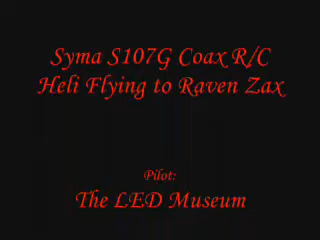 Syma S107G Coax R/C
Heli Flying to Raven Zax
Pilot:
The LED Museum